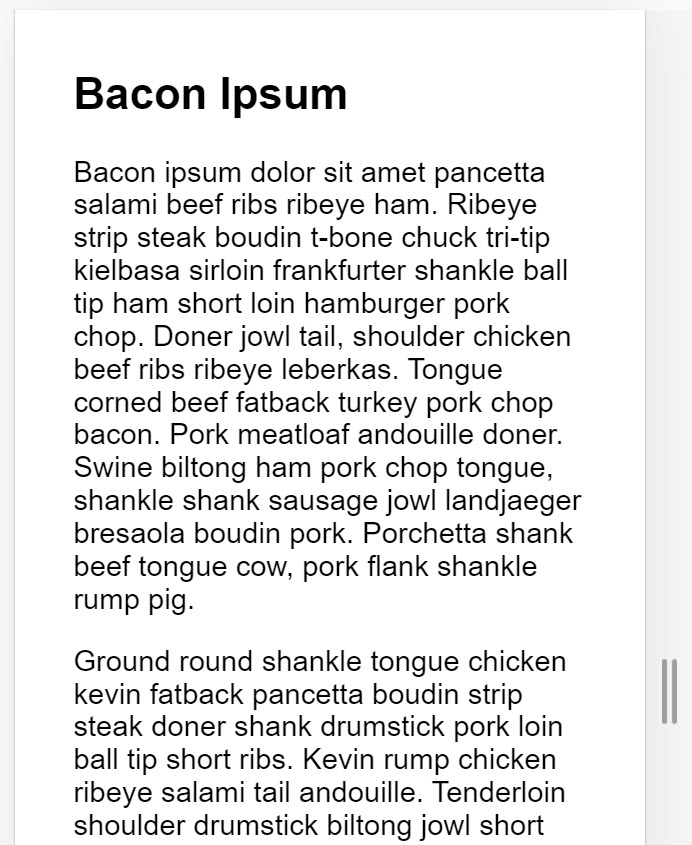 Bacon Ipsum
Bacon ipsum dolor sit amet pancetta
salami beef ribs ribeye ham. Ribeye
strip steak boudin t-bone chuck tri-tip
kielbasa sirloin frankfurter shankle ball
tip ham short loin hamburger pork
chop. Doner jowl tail, shoulder chicken
beef ribs ribeye leberkas. Tongue
corned beef fatback turkey pork chop
bacon. Pork meatloaf andouille doner.
Swine biltong ham pork chop tongue,
shankle shank sausage jowl landjaeger
bresaola boudin pork. Porchetta shank
beef tongue cow, pork flank shankle
rump pig.
Ground round shankle tongue chicken
kevin fatback pancetta boudin strip
steak doner shank drumstick pork loin
ball tip short ribs. Kevin rump chicken
ribeye salami tail andouille. Tenderloin
shoulder drumstick biltong jowl short